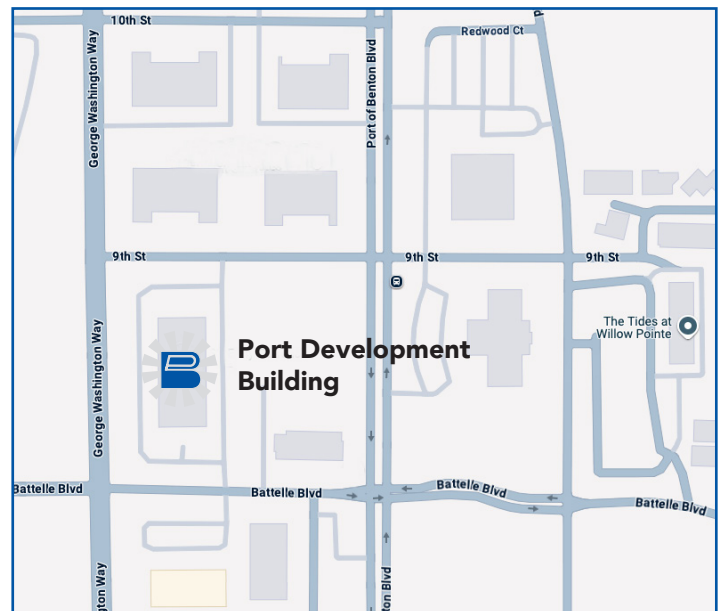 10th St
Redwood Ct
George Washington Way
Port of Benton Blvd
9th St
9th St
9th St
The Tides at
Willow Pointe
B
Port Development
Building
George Washington Way
Battelle Blvd
Battelle Blvd
Battelle Blvd
Battelle Blvd
gton Way
ton Blvd